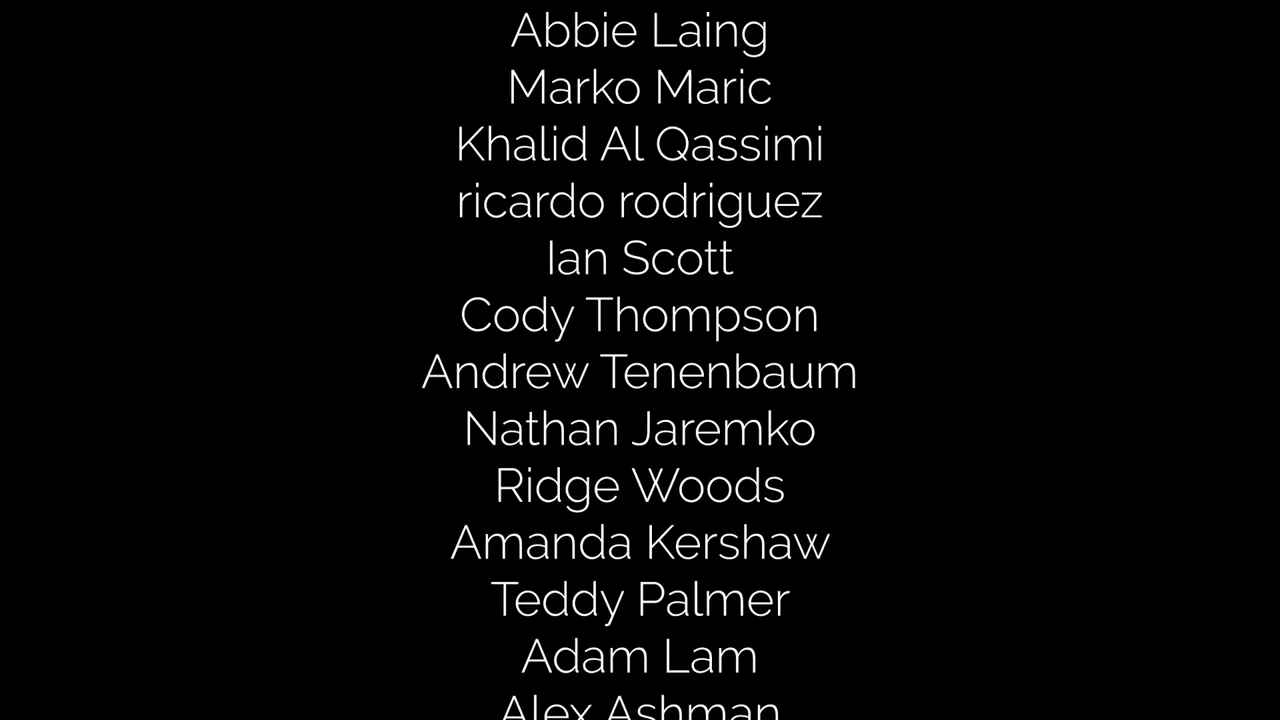 Abbie Laing
Marko Maric
Khalid Al Qassimi
ricardo rodriguez
Ian Scott
Cody Thompson
Andrew Tenenbaum
Nathan Jaremko
Ridge Woods
Amanda Kershaw
Teddy Palmer
Adam Lam
Alex Ashman